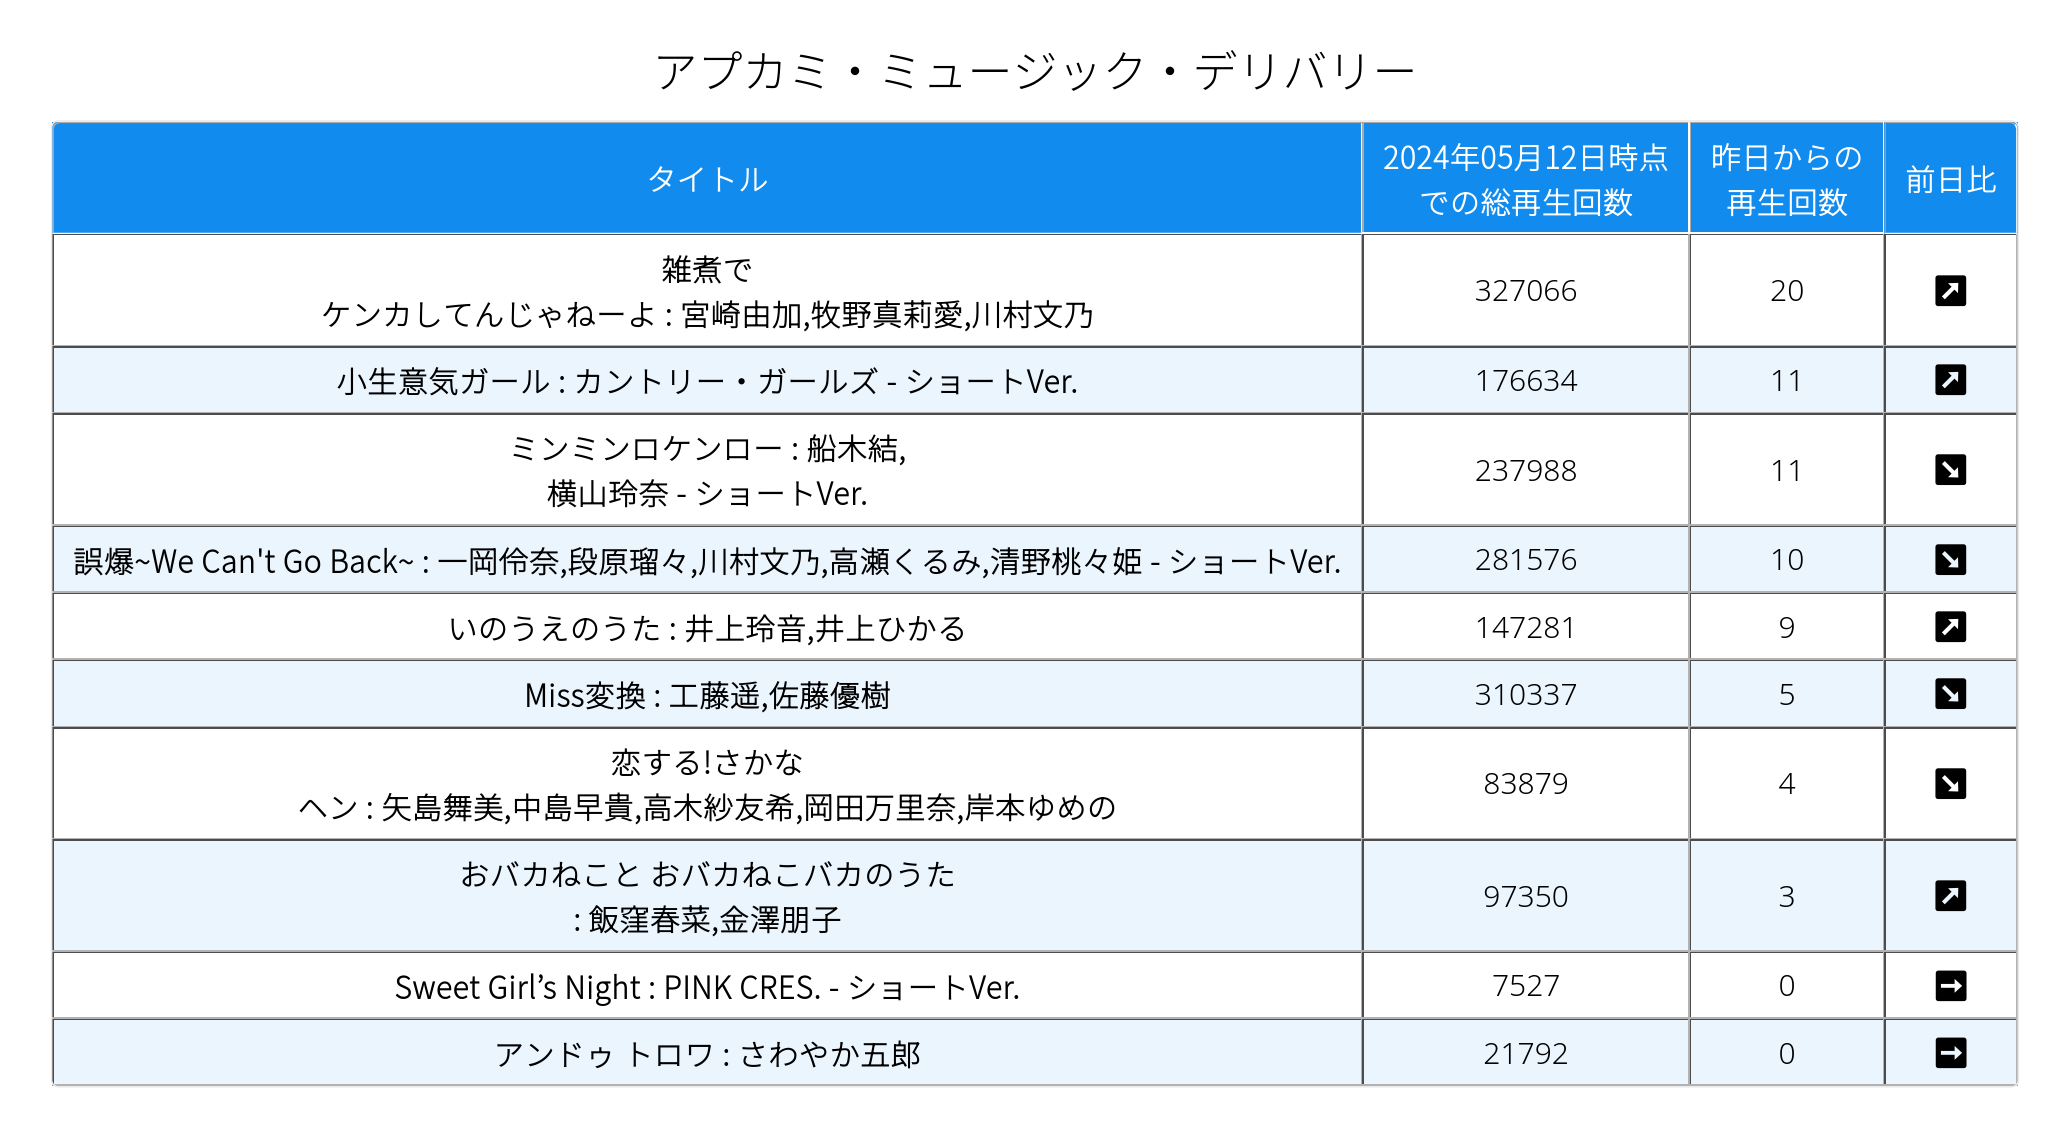 アプカミ・ミュージック・デリバリー
タイトル
2024年05月12日時点
での総再生回数
昨日からの
再生回数
前日比
雑煮で
ケンカしてんじゃねーよ : 宮崎由加,牧野真莉愛,川村文乃
327066
20
小生意気ガール : カントリー・ガールズ - ショートVer.
176634
11
ミンミンロケンロー : 船木結,
横山玲奈 - ショートVer.
237988
11
誤爆~We Can't Go Back~ : 一岡伶奈,段原瑠々,川村文乃,高瀬くるみ,清野桃々姫 - ショートVer.
281576
10
いのうえのうた : 井上玲音,井上ひかる
147281
9
Miss変換 : 工藤遥,佐藤優樹
310337
5
恋する!さかな
ヘン : 矢島舞美,中島早貴,高木紗友希,岡田万里奈,岸本ゆめの
83879
4
おバカねこと おバカねこバカのうた
: 飯窪春菜,金澤朋子
97350
3
Sweet Girl’s Night : PINK CRES. - ショートVer.
7527
0
アンドゥ トロワ : さわやか五郎
21792
0